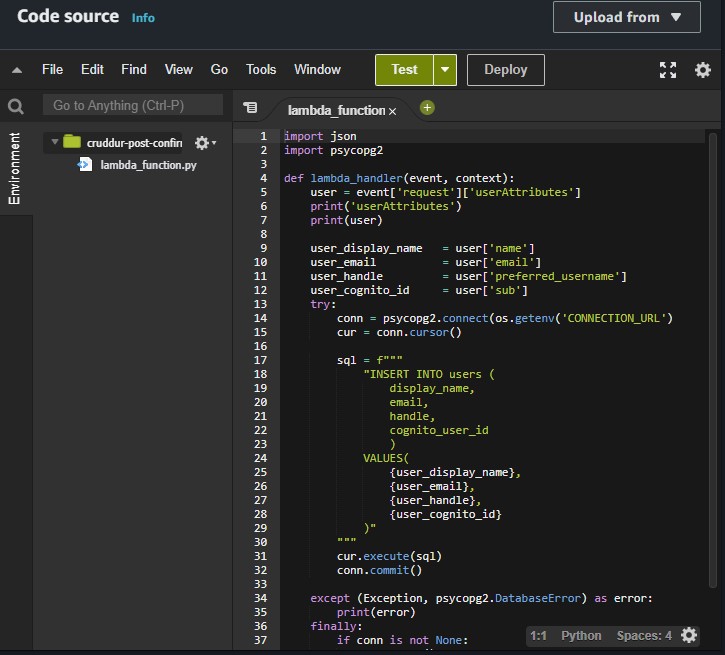 Code source Info
Upload from
File Edit Find View Go Tools Window Test Deploy
Go to Anything (Ctrl-P)
lambda_function
Environment
cruddur-post-confirm
lambda_function.py
1 import json
2 import psycopg2
3
4 def lambda_handler(event, context):
5     user = event['request']['userAttributes']
6     print('userAttributes')
7     print(user)
8
9     user_display_name   = user['name']
10     user_email          = user['email']
11     user_handle         = user['preferred_username']
12     user_cognito_id     = user['sub']
13     try:
14         conn = psycopg2.connect(os.getenv('CONNECTION_URL')
15         cur = conn.cursor()
16
17         sql = f"""
18             "INSERT INTO users (
19                 display_name,
20                 email,
21                 handle,
22                 cognito_user_id
23                 )
24             VALUES(
25                 {user_display_name},
26                 {user_email},
27                 {user_handle},
28                 {user_cognito_id}
29             )"
30         """
31         cur.execute(sql)
32         conn.commit()
33
34     except (Exception, psycopg2.DatabaseError) as error:
35         print(error)
36     finally:
37         if conn is not None:
1:1 Python Spaces: 4